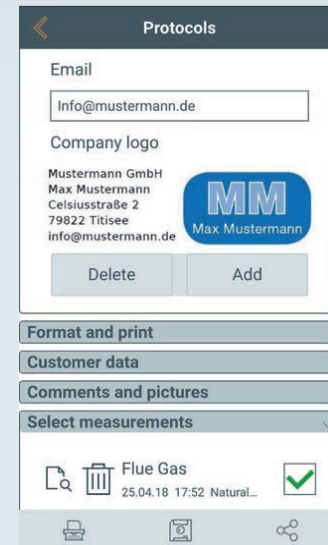 Protocols
Email
Info@mustermann.de
Company logo
Mustermann GmbH
Max Mustermann
Celsiusstraße 2
79822 Titisee
info@mustermann.de
MM
Max Mustermann
Delete
Add
Format and print
Customer data
Comments and pictures
Select measurements
Flue Gas
25.04.18 17:52 Natural...